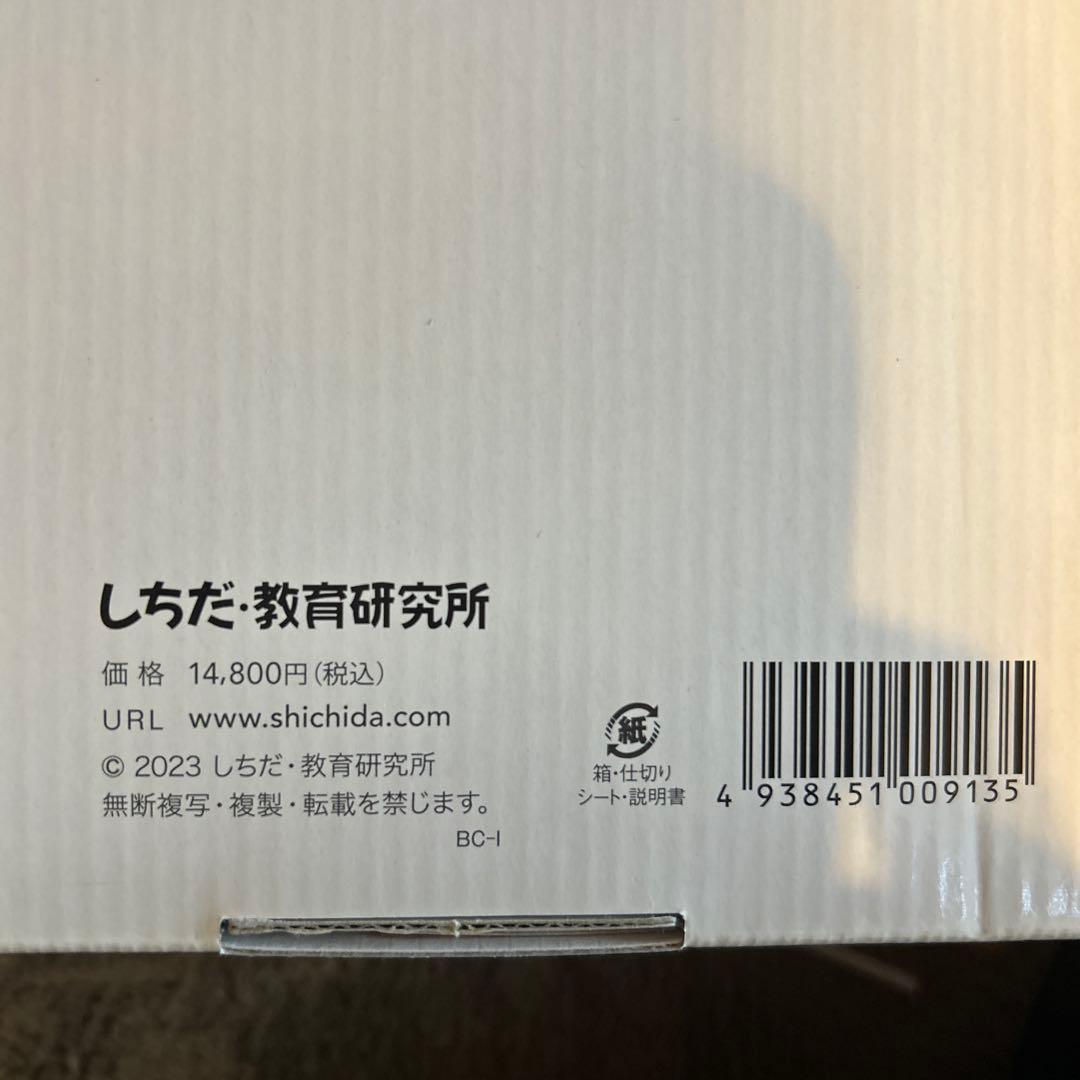 しちだ・教育研究所
価格 14,800円(税込)
URL www.shichida.com
© 2023 しちだ・教育研究所
無断複写・複製・転載を禁じます。
BC-I
紙
箱・仕切り
シート・説明書
4 938451 009135